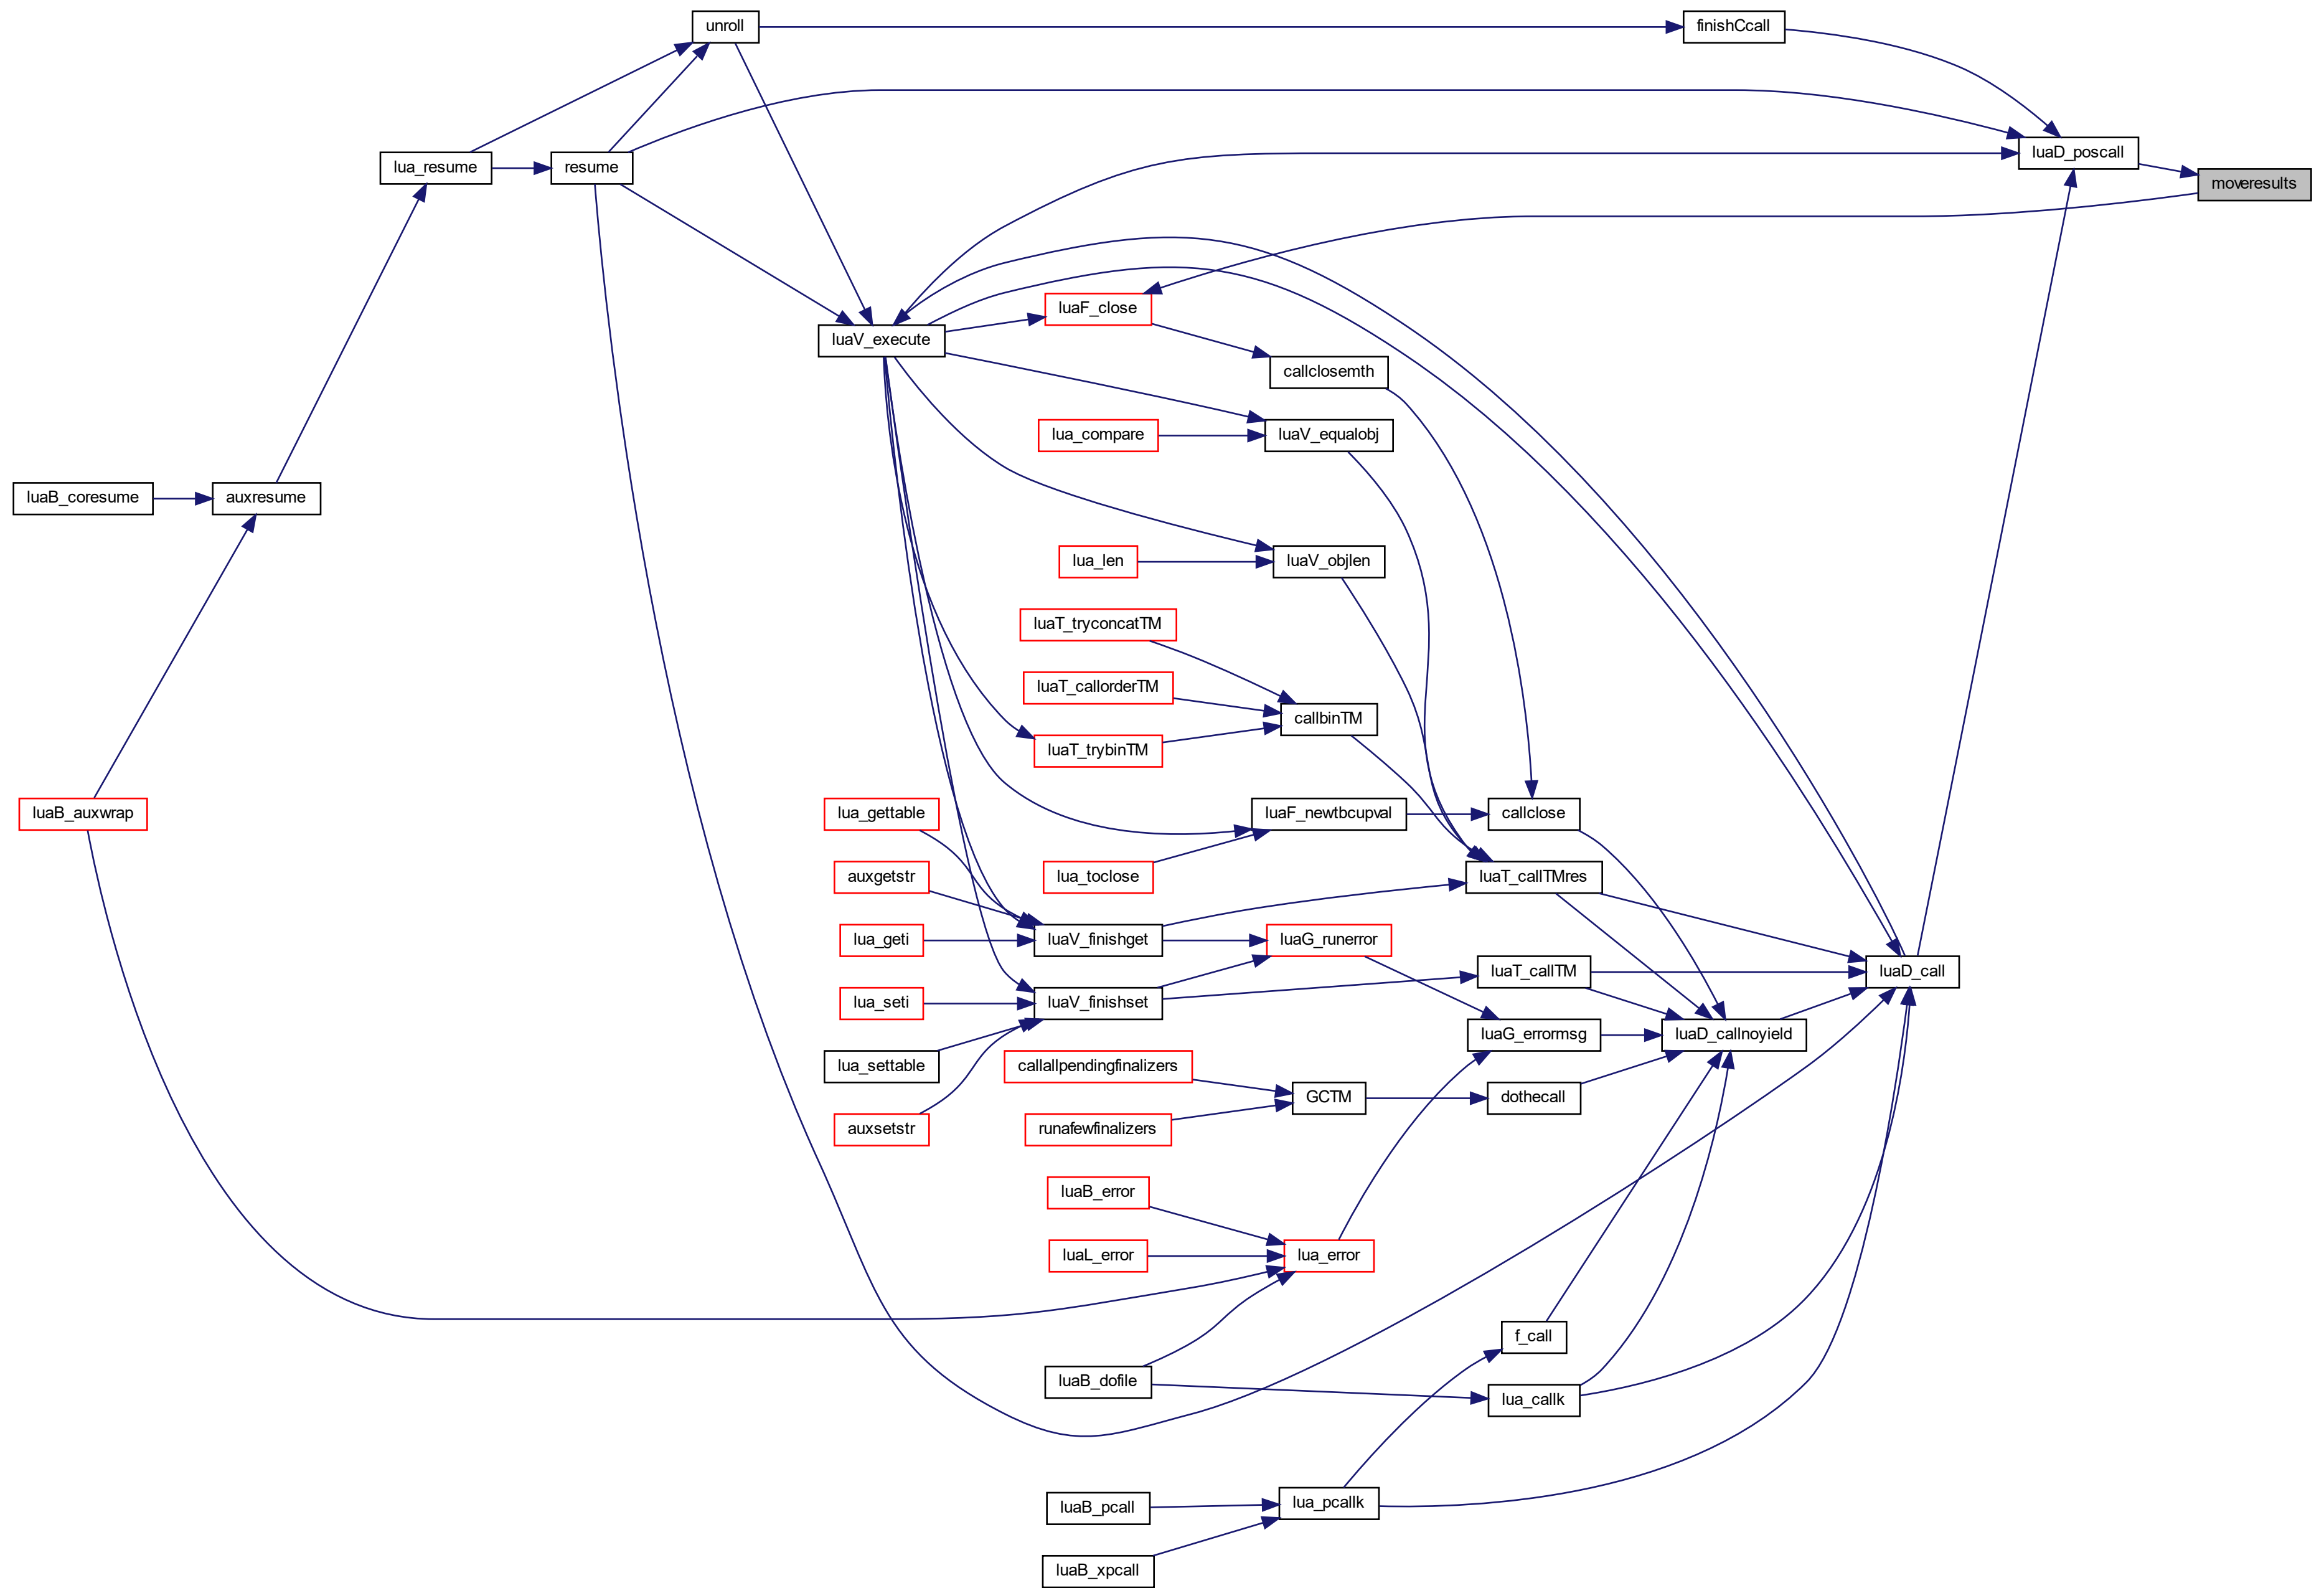 unroll
finishCcall
luaD_poscall
lua_resume
resume
moveresults
luaF_close
luaV_execute
callclosemth
lua_compare
luaV_equalobj
luaB_coresume
auxresume
lua_len
luaV_objlen
luaT_tryconcatTM
luaT_callorderTM
callbinTM
luaT_trybinTM
luaB_auxwrap
lua_gettable
luaF_newtbcupval
callclose
auxgetstr
lua_toclose
luaT_callTMres
lua_geti
luaV_finishget
luaG_runerror
luaT_callTM
luaD_call
lua_seti
luaV_finishset
luaG_errormsg
luaD_callnoyield
lua_settable
callallpendingfinalizers
GCTM
dothecall
auxsetstr
runafewfinalizers
luaB_error
luaL_error
lua_error
f_call
luaB_dofile
lua_callk
luaB_pcall
lua_pcallk
luaB_xpcall